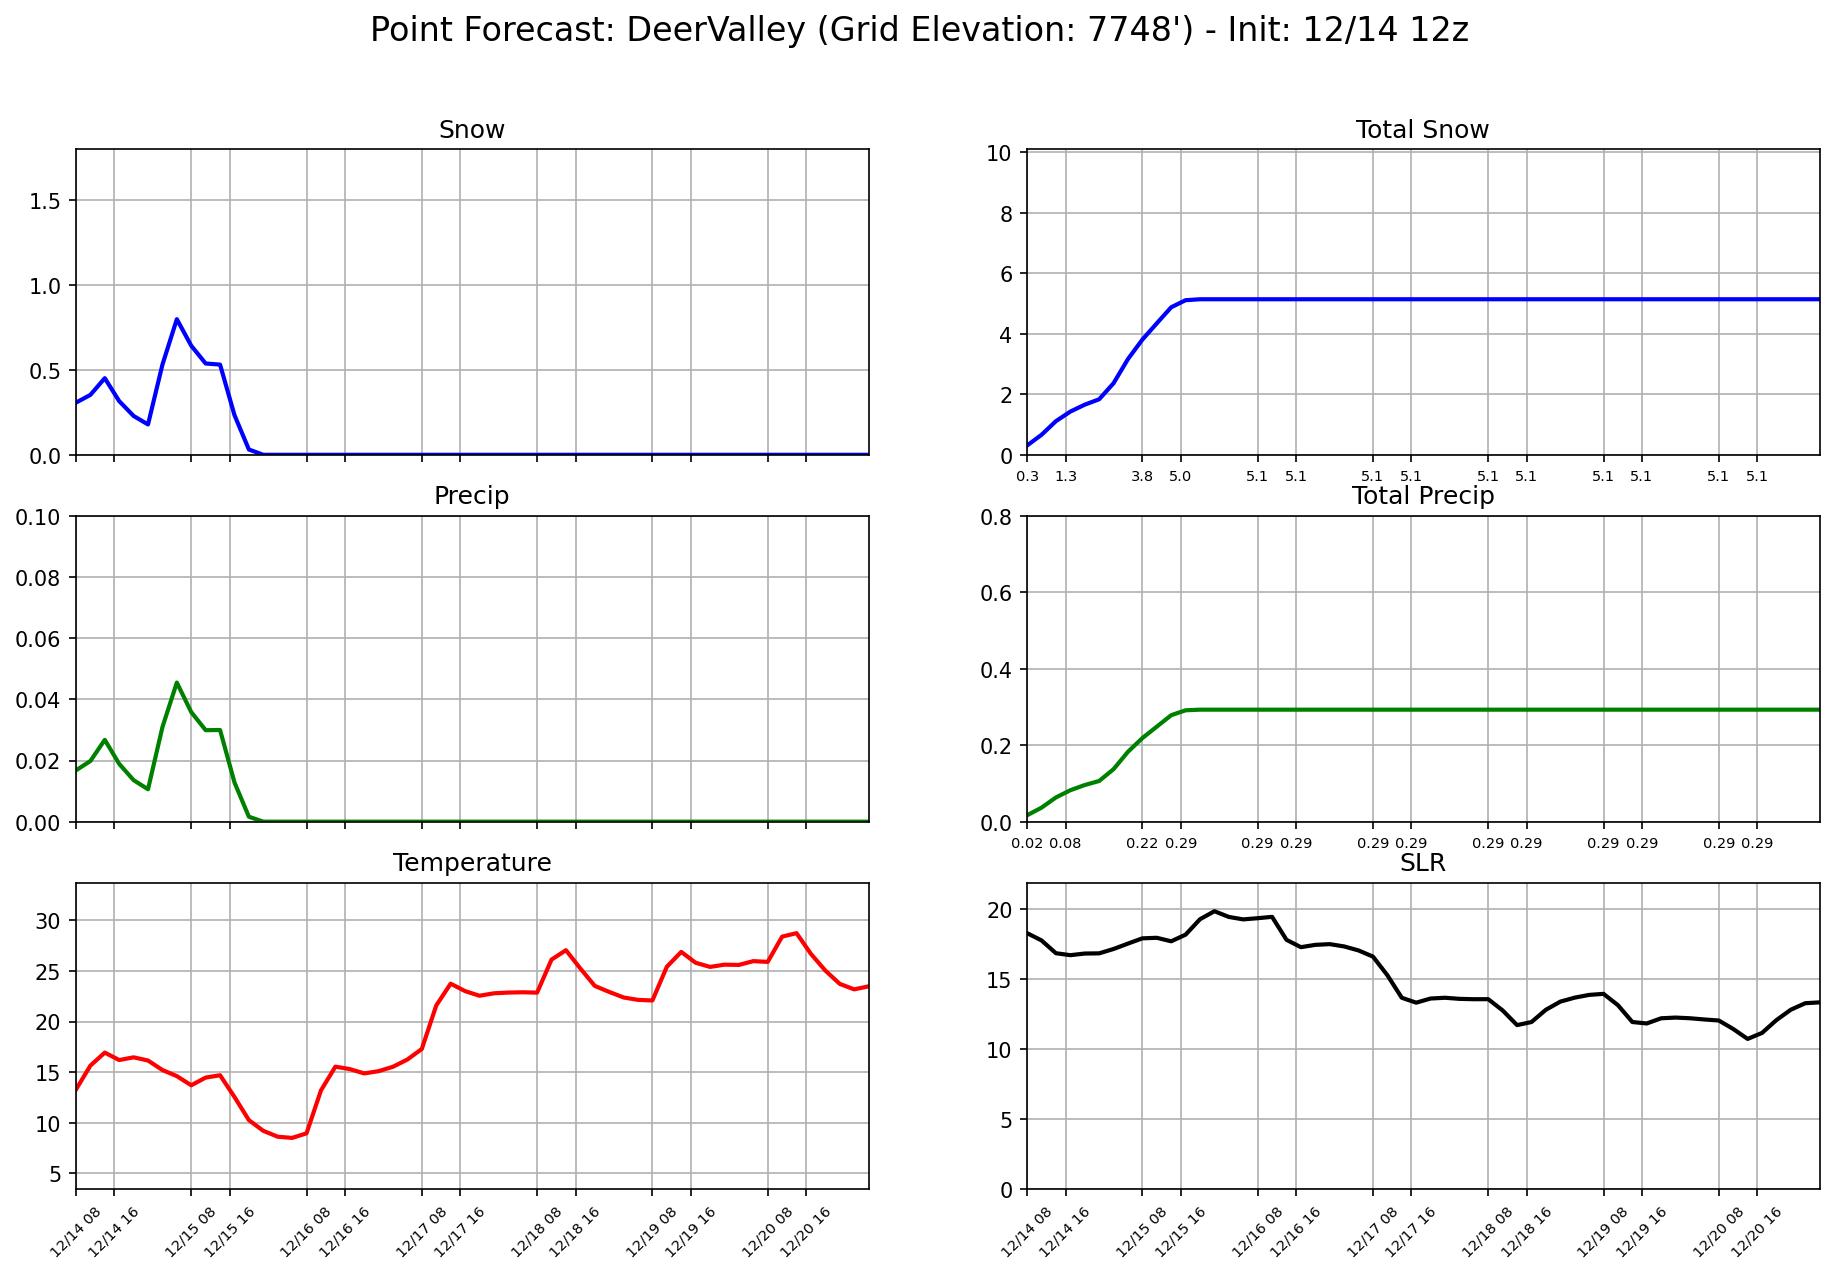 Point Forecast: DeerValley (Grid Elevation: 7748') - Init: 12/14 12z
Snow
1.5
1.0
0.5
0.0
Total Snow
10
8
6
4
2
0
0.3 1.3 3.8 5.0 5.1 5.1 5.1 5.1 5.1 5.1 5.1 5.1 5.1 5.1
Precip
0.10
0.08
0.06
0.04
0.02
0.00
Total Precip
0.8
0.6
0.4
0.2
0.0
0.02 0.08 0.22 0.29 0.29 0.29 0.29 0.29 0.29 0.29 0.29 0.29 0.29 0.29
Temperature
30
25
20
15
10
5
12/14 08 12/14 16 12/15 08 12/15 16 12/16 08 12/16 16 12/17 08 12/17 16 12/18 08 12/18 16 12/19 08 12/19 16 12/20 08 12/20 16
SLR
20
15
10
5
0
12/14 08 12/14 16 12/15 08 12/15 16 12/16 08 12/16 16 12/17 08 12/17 16 12/18 08 12/18 16 12/19 08 12/19 16 12/20 08 12/20 16